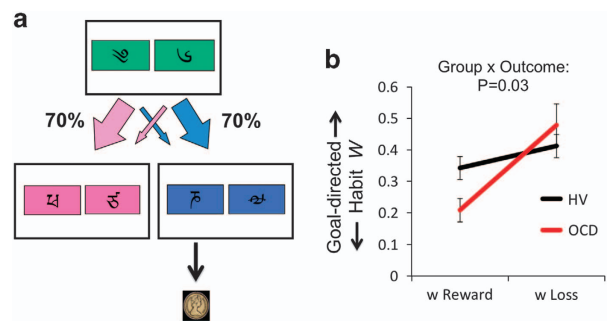 a
70%
70%
b
Group x Outcome:
P=0.03
Goal-directed
Habit W
0.6
0.5
0.4
0.3
0.2
0.1
0
HV
OCD
w Reward
w Loss